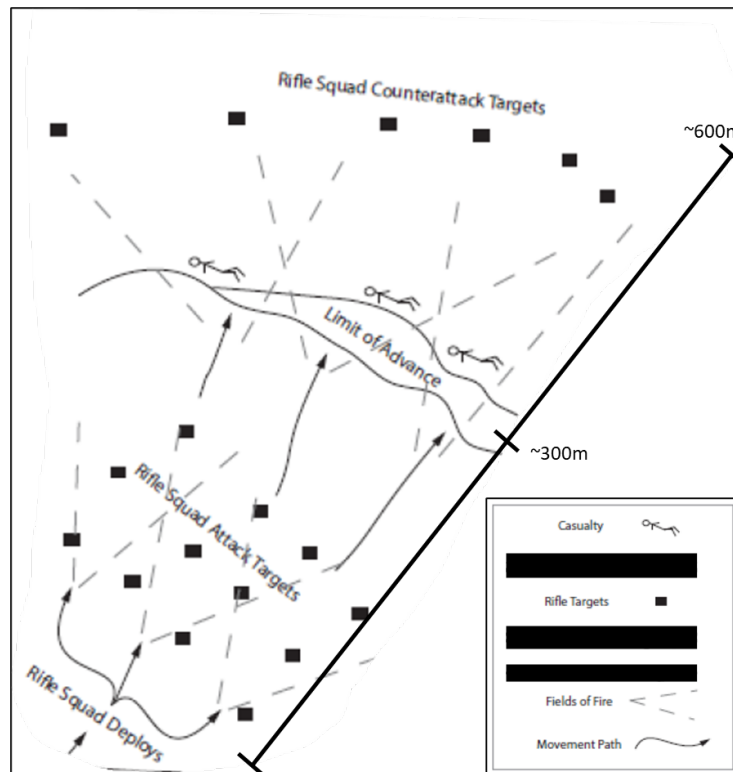 Rifle Squad Counterattack Targets
~600m
Limit of Advance
~300m
Rifle Squad Attack Targets
Rifle Squad Deploys
Casualty
Rifle Targets
Fields of Fire
Movement Path